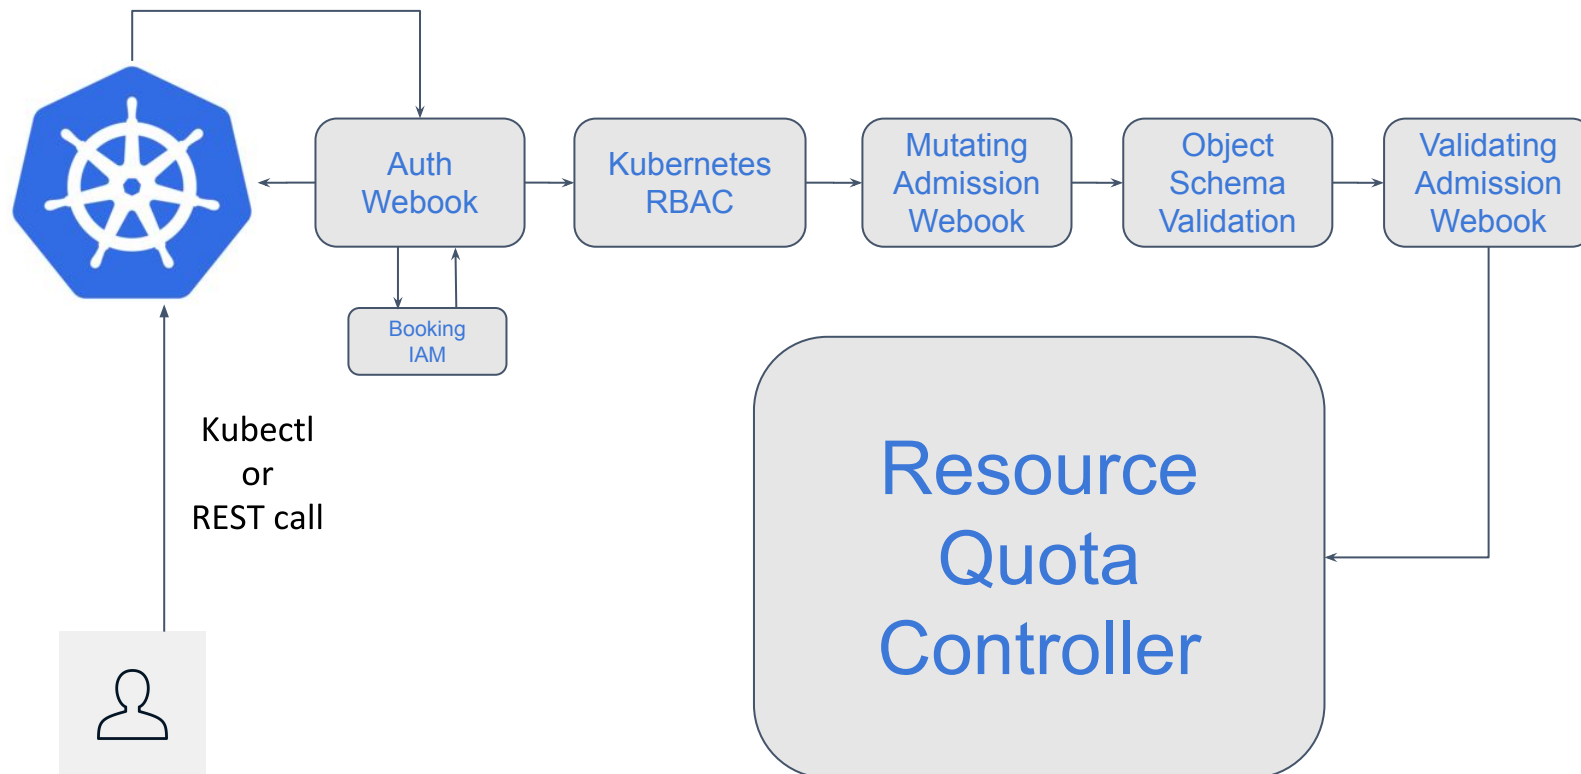 Auth
Webook
Kubernetes
RBAC
Mutating
Admission
Webook
Object
Schema
Validation
Validating
Admission
Webook
Booking
IAM
Kubectl
or
REST call
Resource
Quota
Controller